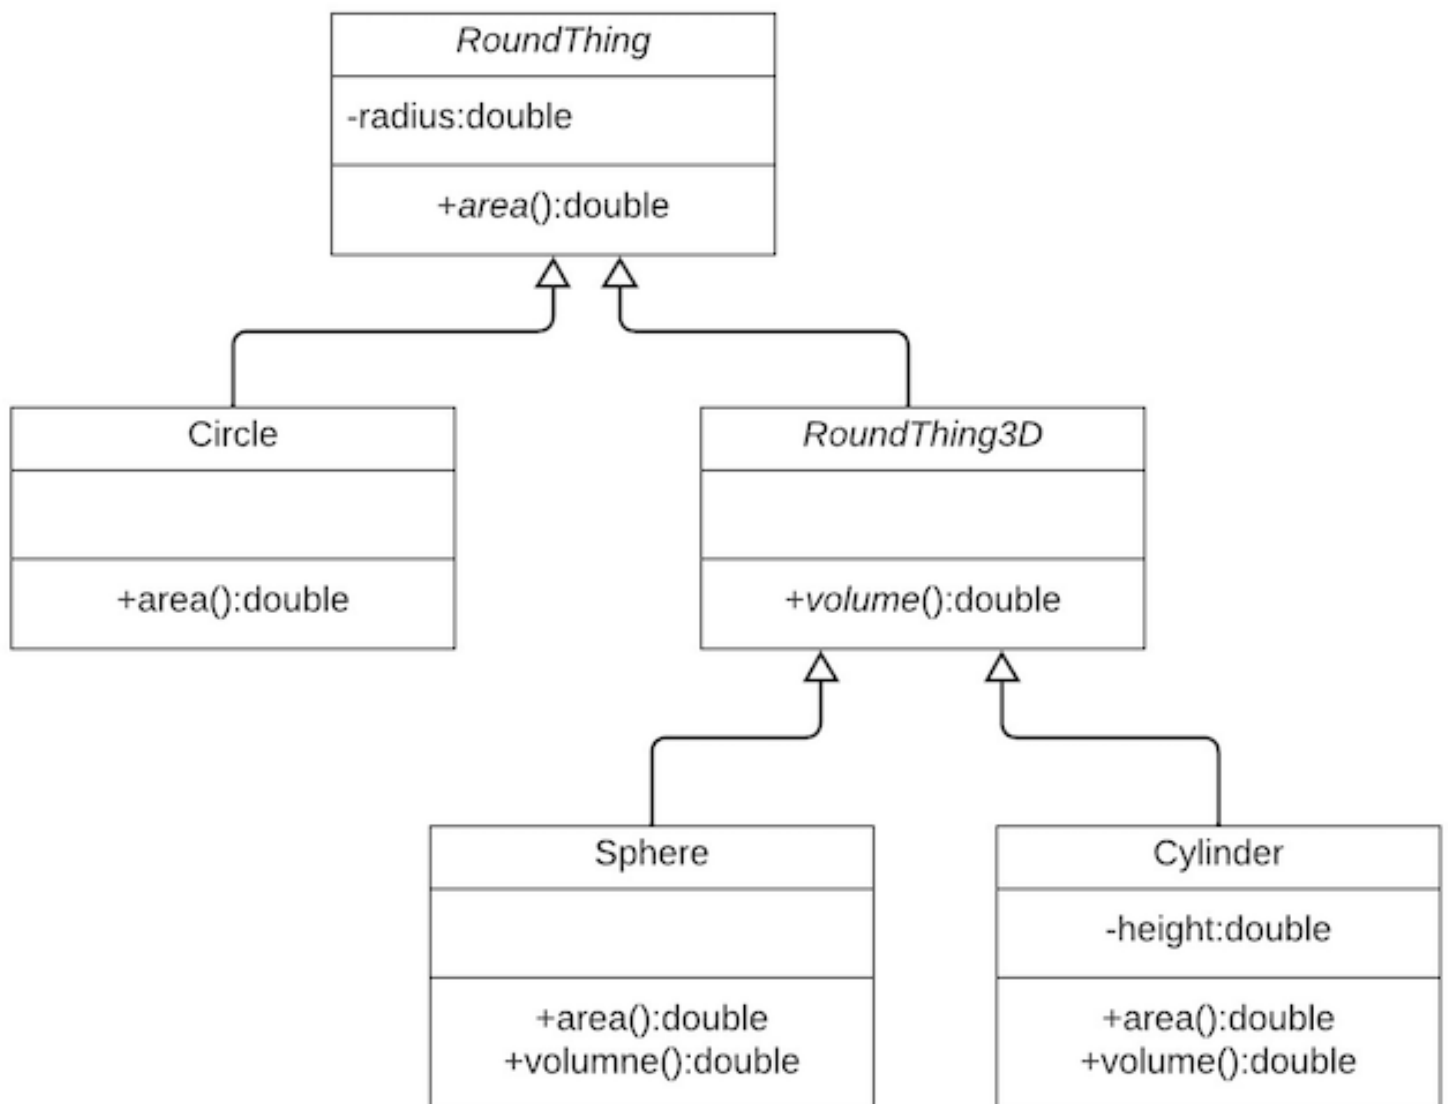 RoundThing
-radius:double
+area():double
Circle
+area():double
RoundThing3D
+volume():double
Sphere
+area():double
+volumne():double
Cylinder
-height:double
+area():double
+volume():double